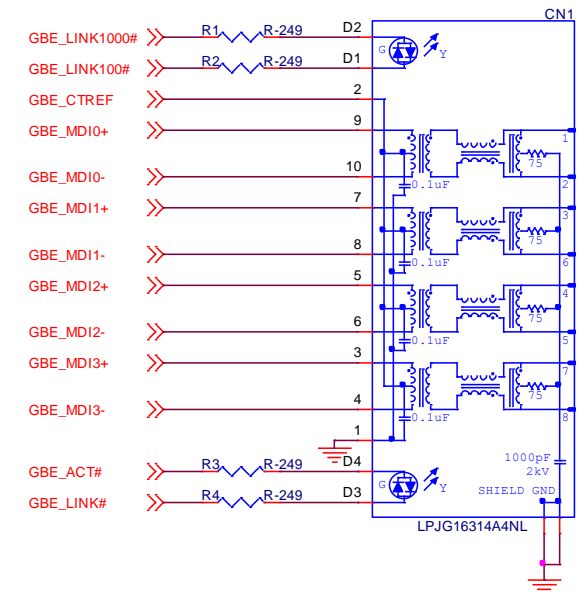 CN1
GBE_LINK1000# R1 R-249 D2
G Y
GBE_LINK100# R2 R-249 D1
GBE_CTREF 2
GBE_MDI0+ 9 1
75
GBE_MDI0- 10 2
0.1uF
GBE_MDI1+ 7 3
75
GBE_MDI1- 8 6
0.1uF
GBE_MDI2+ 5 4
75
GBE_MDI2- 6 5
0.1uF
GBE_MDI3+ 3 7
75
GBE_MDI3- 4 8
0.1uF
1
1000pF
2kV
GBE_ACT# R3 R-249 D4
G Y
SHIELD GND
GBE_LINK# R4 R-249 D3
LPJG16314A4NL